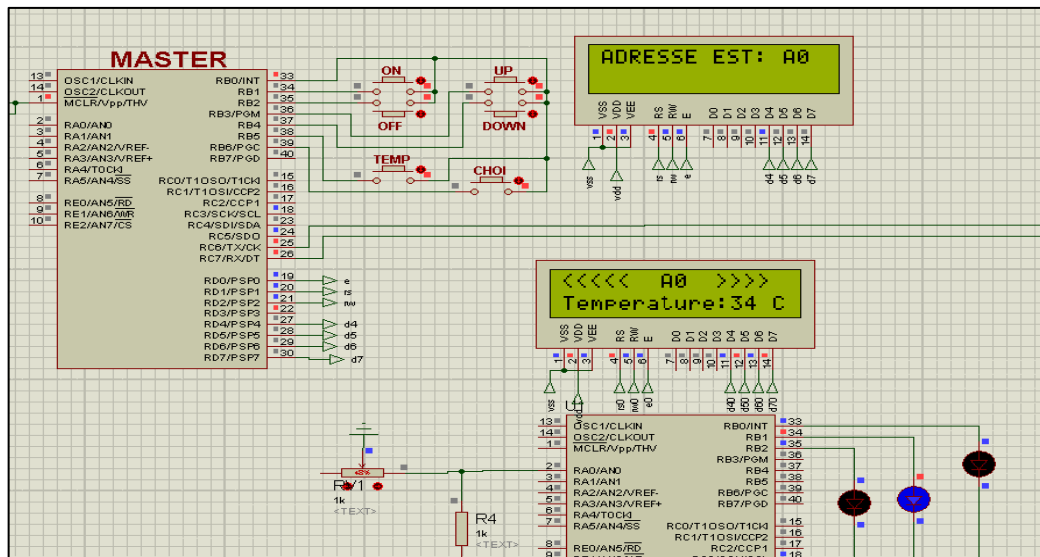 MASTER
13 OSC1/CLKIN RB0/INT 33
14 OSC2/CLKOUT RB1 34
1 MCLR/Vpp/THV RB2 35
RB3/PGM 36
2 RA0/AN0 RB4 37
3 RA1/AN1 RB5 38
4 RA2/AN2/VREF- RB6/PGC 39
5 RA3/AN3/VREF+ RB7/PGD 40
6 RA4/T0CKI
7 RA5/AN4/SS RC0/T1OSO/T1CKI 15
RC1/T1OSI/CCP2 16
8 RE0/AN5/RD RC2/CCP1 17
9 RE1/AN6/WR RC3/SCK/SCL 18
10 RE2/AN7/CS RC4/SDI/SDA 23
RC5/SDO 24
RC6/TX/CK 25
RC7/RX/DT 26
RD0/PSP0 19 e
RD1/PSP1 20 rs
RD2/PSP2 21 rw
RD3/PSP3 22
RD4/PSP4 27 d4
RD5/PSP5 28 d5
RD6/PSP6 29 d6
RD7/PSP7 30 d7
ON UP
OFF DOWN
TEMP CHOI
ADRESSE EST: A0
VSS VDD VEE RS RW E D0 D1 D2 D3 D4 D5 D6 D7
1 2 3 4 5 6 7 8 9 10 11 12 13 14
vss vdd rs rw e d4 d5 d6 d7
<<<<< A0 >>>>
Temperature:34 C
VSS VDD VEE RS RW E D0 D1 D2 D3 D4 D5 D6 D7
1 2 3 4 5 6 7 8 9 10 11 12 13 14
vss vdd rs0 rw0 e0 d40 d50 d60 d70
13 OSC1/CLKIN RB0/INT 33
14 OSC2/CLKOUT RB1 34
1 MCLR/Vpp/THV RB2 35
RB3/PGM 36
2 RA0/AN0 RB4 37
3 RA1/AN1 RB5 38
4 RA2/AN2/VREF- RB6/PGC 39
5 RA3/AN3/VREF+ RB7/PGD 40
6 RA4/T0CKI
7 RA5/AN4/SS RC0/T1OSO/T1CKI 15
RC1/T1OSI/CCP2 16
8 RE0/AN5/RD RC2/CCP1 17
18
RV1
1k
<TEXT>
R4
1k
<TEXT>